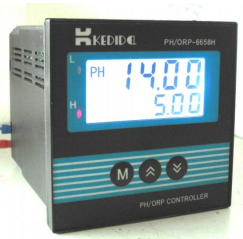 KEDIDA
PH/ORP-6658H
L
PH 14.00
H 5.00
M
PH/ORP CONTROLLER